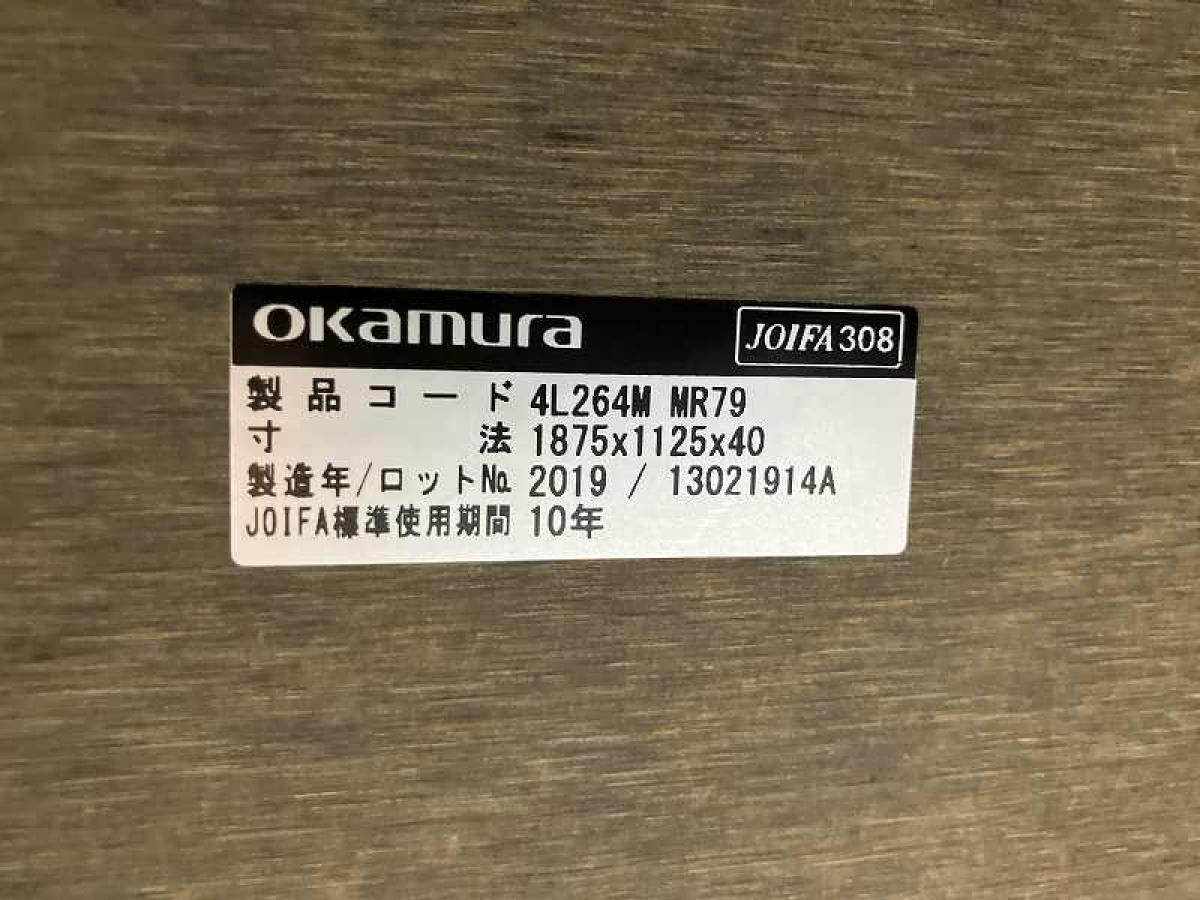 OKamura
JOIFA308
製品コード 4L264M MR79
寸法 1875x1125x40
製造年/ロット№ 2019 / 13021914A
JOIFA標準使用期間 10年